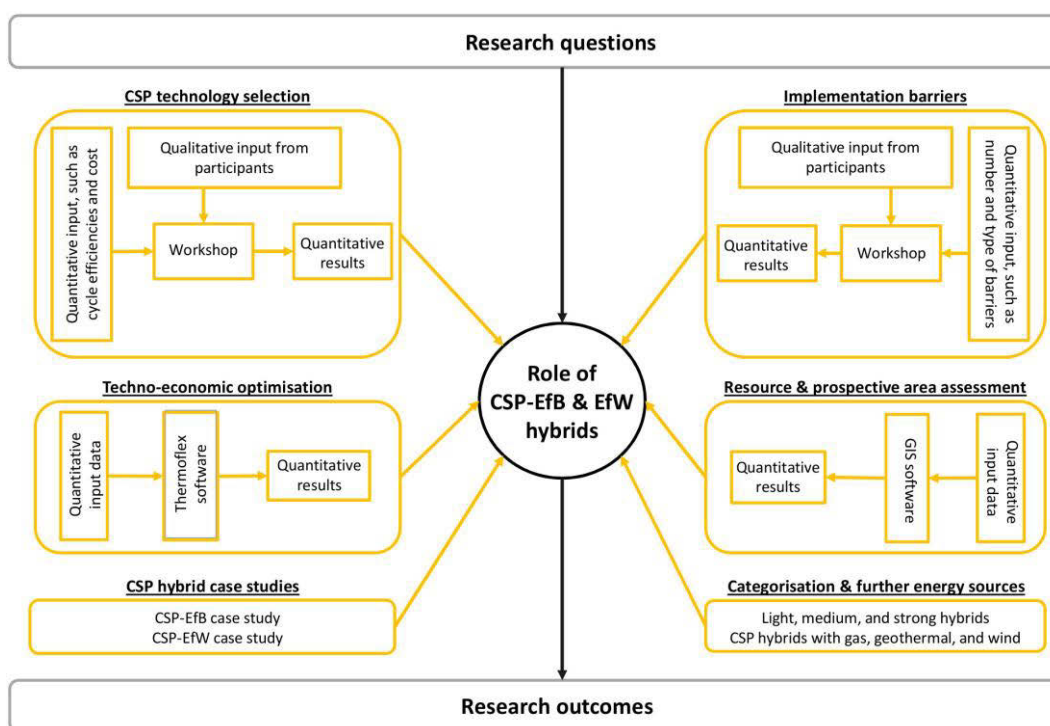 Research questions
CSP technology selection
Quantitative input, such as
cycle efficiencies and cost
Qualitative input from
participants
Workshop
Quantitative
results
Implementation barriers
Qualitative input from
participants
Quantitative
results
Workshop
Quantitative input, such as
number and type of barriers
Role of
CSP-EfB & EfW
hybrids
Techno-economic optimisation
Quantitative
input data
Thermoflex
software
Quantitative
results
Resource & prospective area assessment
Quantitative
results
GIS software
Quantitative
input data
CSP hybrid case studies
CSP-EfB case study
CSP-EfW case study
Categorisation & further energy sources
Light, medium, and strong hybrids
CSP hybrids with gas, geothermal, and wind
Research outcomes